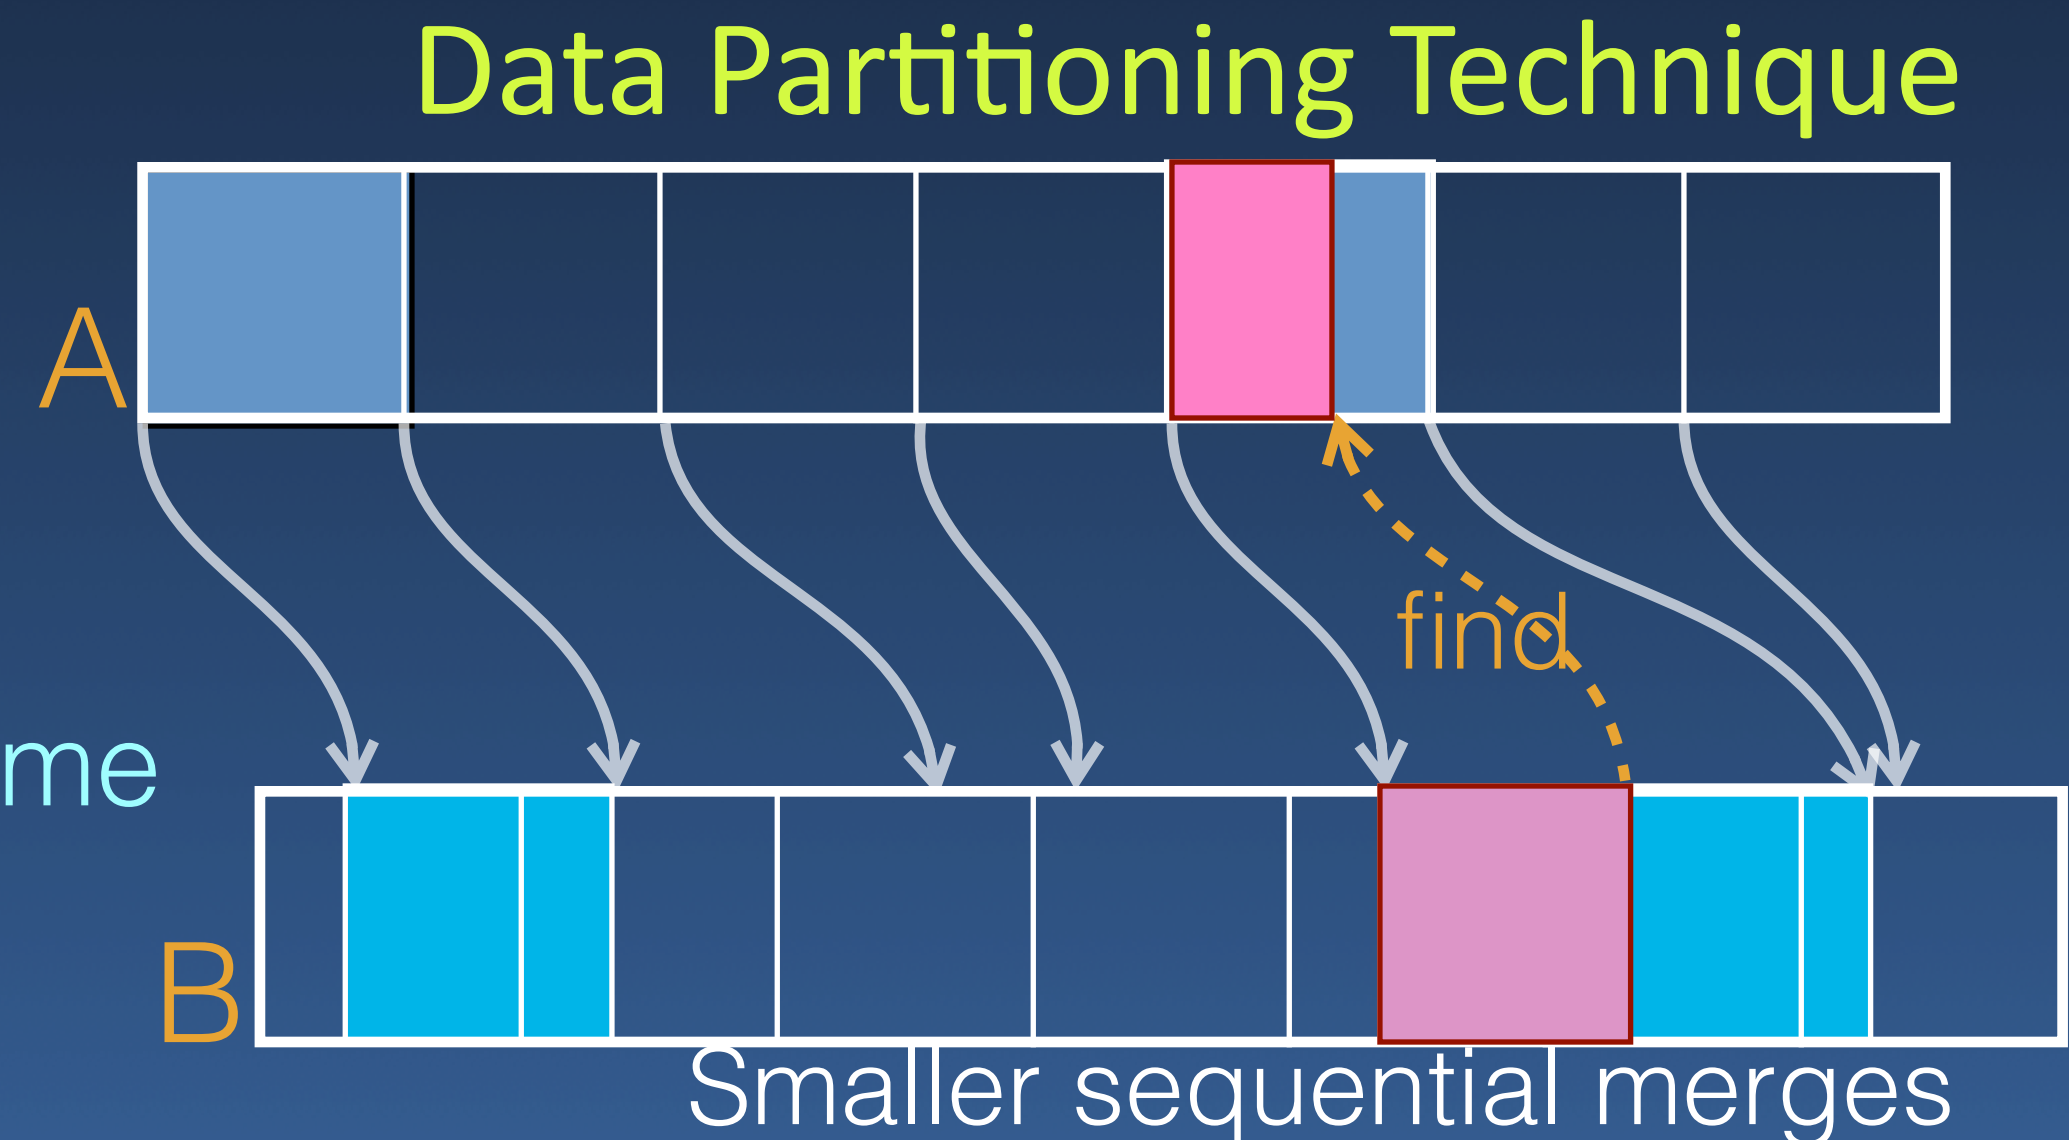 Data Partitioning Technique
A
find
me
B
Smaller sequential merges